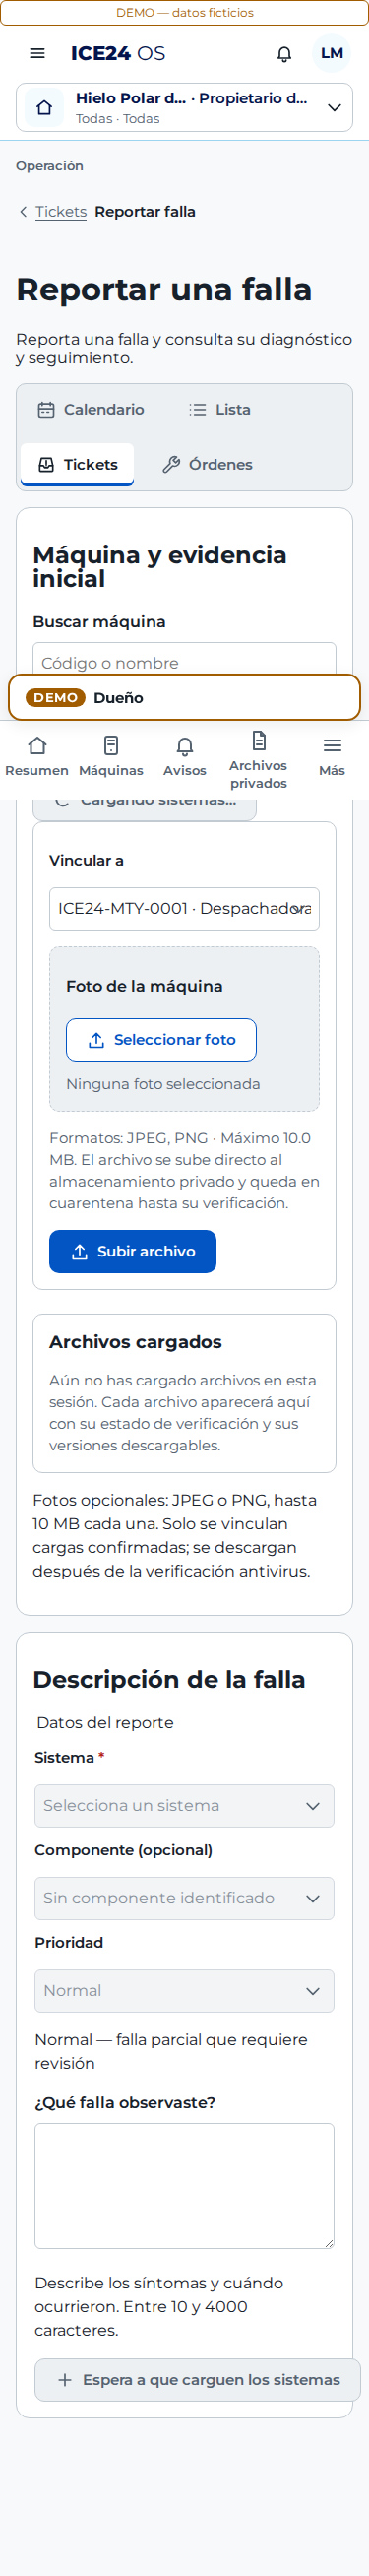 DEMO — datos ficticios
ICE24 OS
LM
Hielo Polar d... · Propietario d...
Todas · Todas
Operación
Tickets Reportar falla
Reportar una falla
Reporta una falla y consulta su diagnóstico
y seguimiento.
Calendario
Lista
Tickets
Órdenes
Máquina y evidencia
inicial
Buscar máquina
Código o nombre
DEMO Dueño
Resumen
Máquinas
Avisos
Archivos
privados
Más
Cargando sistemas...
Vincular a
ICE24-MTY-0001 · Despachadora
Foto de la máquina
Seleccionar foto
Ninguna foto seleccionada
Formatos: JPEG, PNG · Máximo 10.0
MB. El archivo se sube directo al
almacenamiento privado y queda en
cuarentena hasta su verificación.
Subir archivo
Archivos cargados
Aún no has cargado archivos en esta
sesión. Cada archivo aparecerá aquí
con su estado de verificación y sus
versiones descargables.
Fotos opcionales: JPEG o PNG, hasta
10 MB cada una. Solo se vinculan
cargas confirmadas; se descargan
después de la verificación antivirus.
Descripción de la falla
Datos del reporte
Sistema *
Selecciona un sistema
Componente (opcional)
Sin componente identificado
Prioridad
Normal
Normal — falla parcial que requiere
revisión
¿Qué falla observaste?
Describe los síntomas y cuándo
ocurrieron. Entre 10 y 4000
caracteres.
Espera a que carguen los sistemas